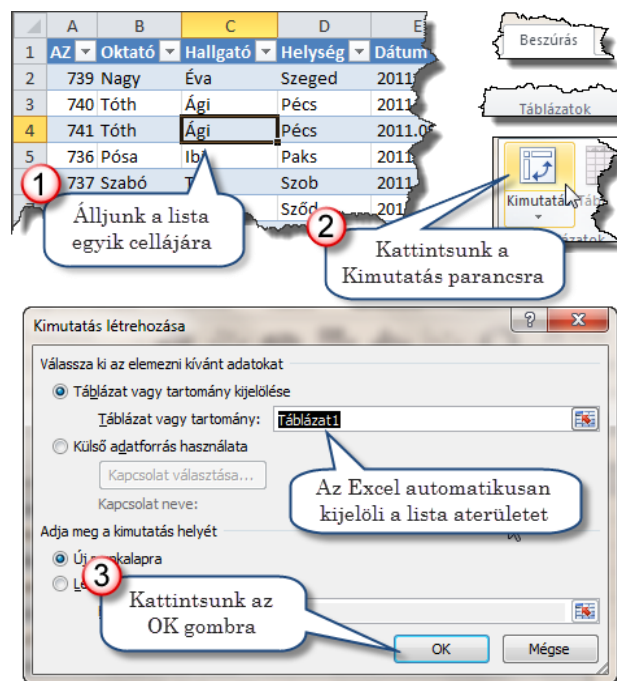 A B C D E
1 AZ Oktató Hallgató Helység Dátum
2 739 Nagy Éva Szeged 2011
3 740 Tóth Ági Pécs 2011
4 741 Tóth Ági Pécs 2011.0
5 736 Pósa Paks 2011
737 Szabó Szob 2011
Sződ 201
1
Álljunk a lista
egyik cellájára
Beszúrás
Táblázatok
Kimutatás
2
Kattintsunk a
Kimutatás parancsra
Kimutatás létrehozása
Válassza ki az elemezni kívánt adatokat
Táblázat vagy tartomány kijelölése
Táblázat vagy tartomány: Táblázat1
Külső adatforrás használata
Kapcsolat választása...
Kapcsolat neve:
Az Excel automatikusan
kijelöli a lista aterületet
Adja meg a kimutatás helyét
Új munkalapra
3
Kattintsunk az
OK gombra
OK Mégse